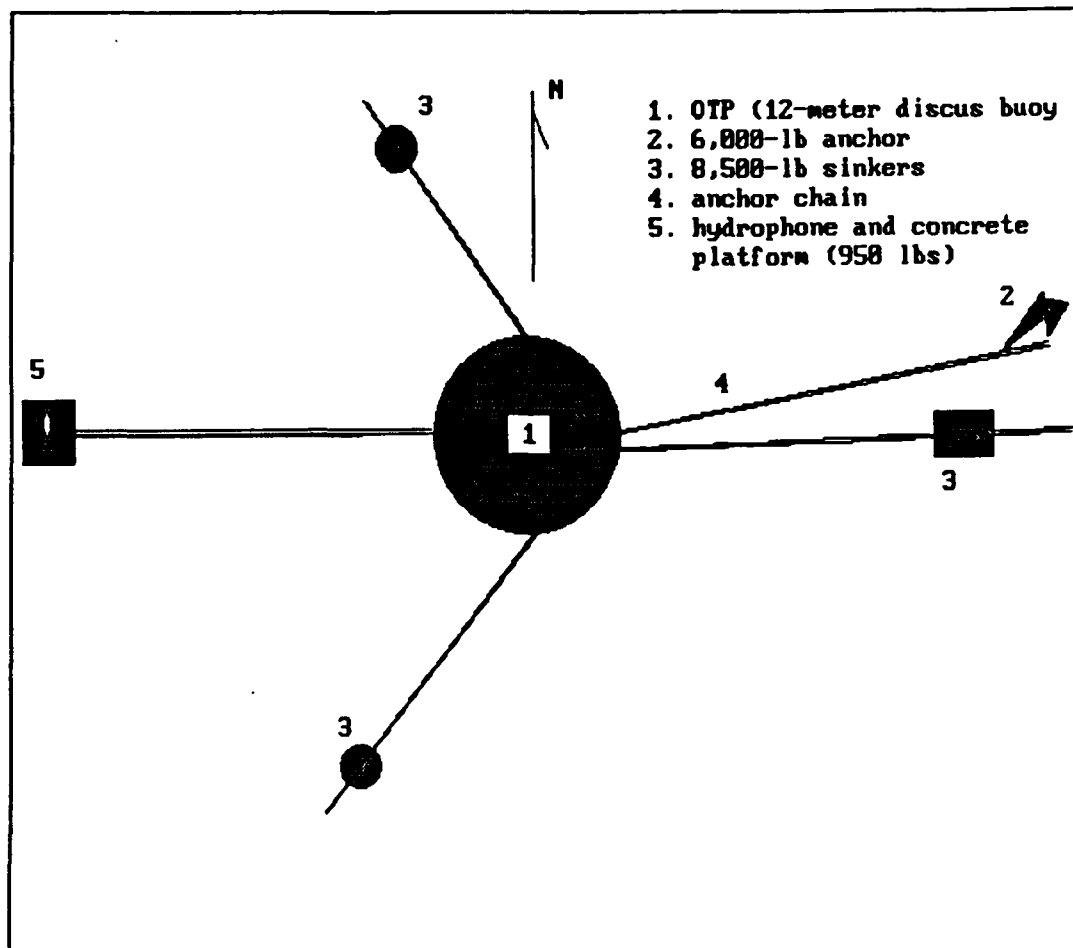 3
N
1. OTP (12-meter discus buoy
2. 6,000-lb anchor
3. 8,500-lb sinkers
4. anchor chain
5. hydrophone and concrete
platform (950 lbs)
2
5
4
1
3
3